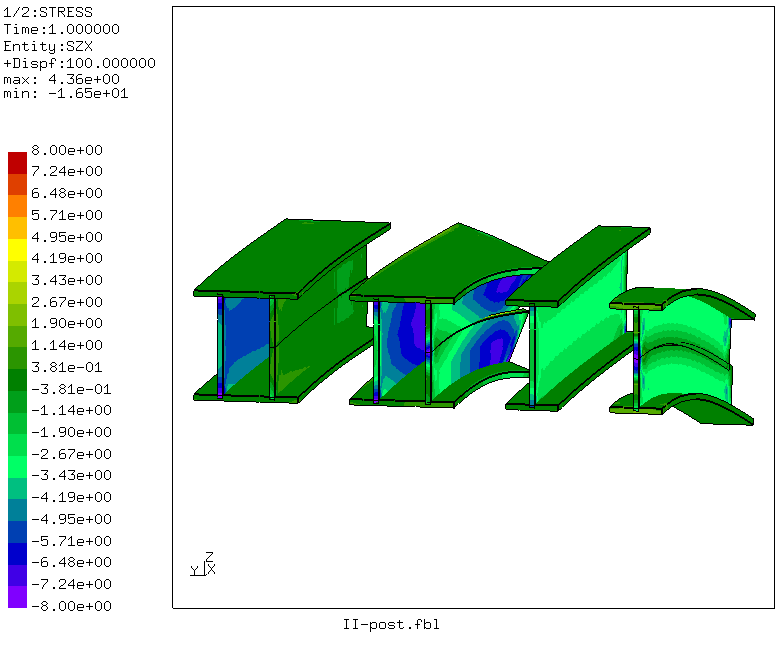 1/2:STRESS
Time:1.000000
Entity:SZX
+Dispf:100.000000
max: 4.36e+00
min: -1.65e+01
8.00e+00
7.24e+00
6.48e+00
5.71e+00
4.95e+00
4.19e+00
3.43e+00
2.67e+00
1.90e+00
1.14e+00
3.81e-01
-3.81e-01
-1.14e+00
-1.90e+00
-2.67e+00
-3.43e+00
-4.19e+00
-4.95e+00
-5.71e+00
-6.48e+00
-7.24e+00
-8.00e+00
Z
Y X
II-post.fbl